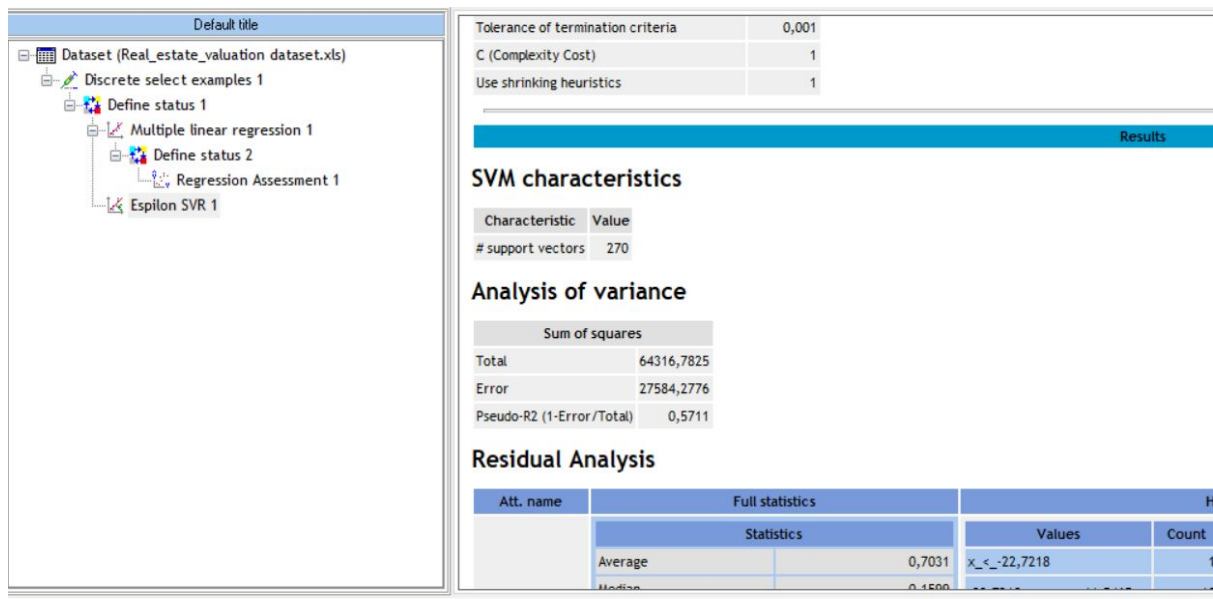 Default title
Dataset (Real_estate_valuation dataset.xls)
Discrete select examples 1
Define status 1
Multiple linear regression 1
Define status 2
Regression Assessment 1
Espilon SVR 1
Tolerance of termination criteria 0,001
C (Complexity Cost) 1
Use shrinking heuristics 1
Results
SVM characteristics
Characteristic Value
# support vectors 270
Analysis of variance
Sum of squares
Total 64316,7825
Error 27584,2776
Pseudo-R2 (1-Error/Total) 0,5711
Residual Analysis
Att. name Full statistics
Statistics Values Count
Average 0,7031 x_<_-22,7218 1
Median 0,1599